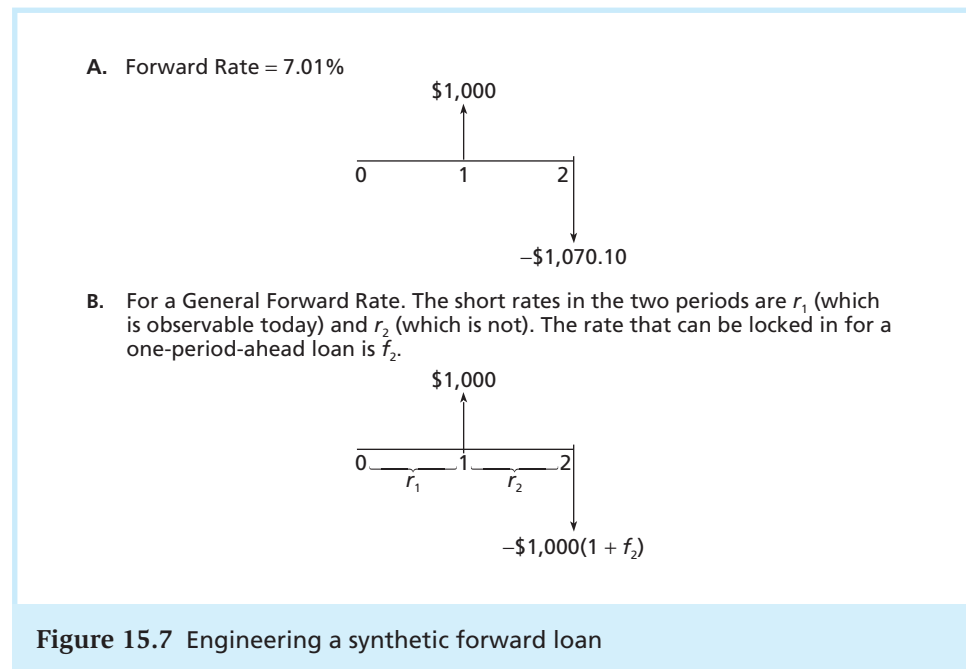 A. Forward Rate = 7.01%
$1,000
0 1 2
–$1,070.10
B. For a General Forward Rate. The short rates in the two periods are r₁ (which
is observable today) and r₂ (which is not). The rate that can be locked in for a
one-period-ahead loan is f₂.
$1,000
0 1 2
r₁ r₂
–$1,000(1 + f₂)
Figure 15.7 Engineering a synthetic forward loan